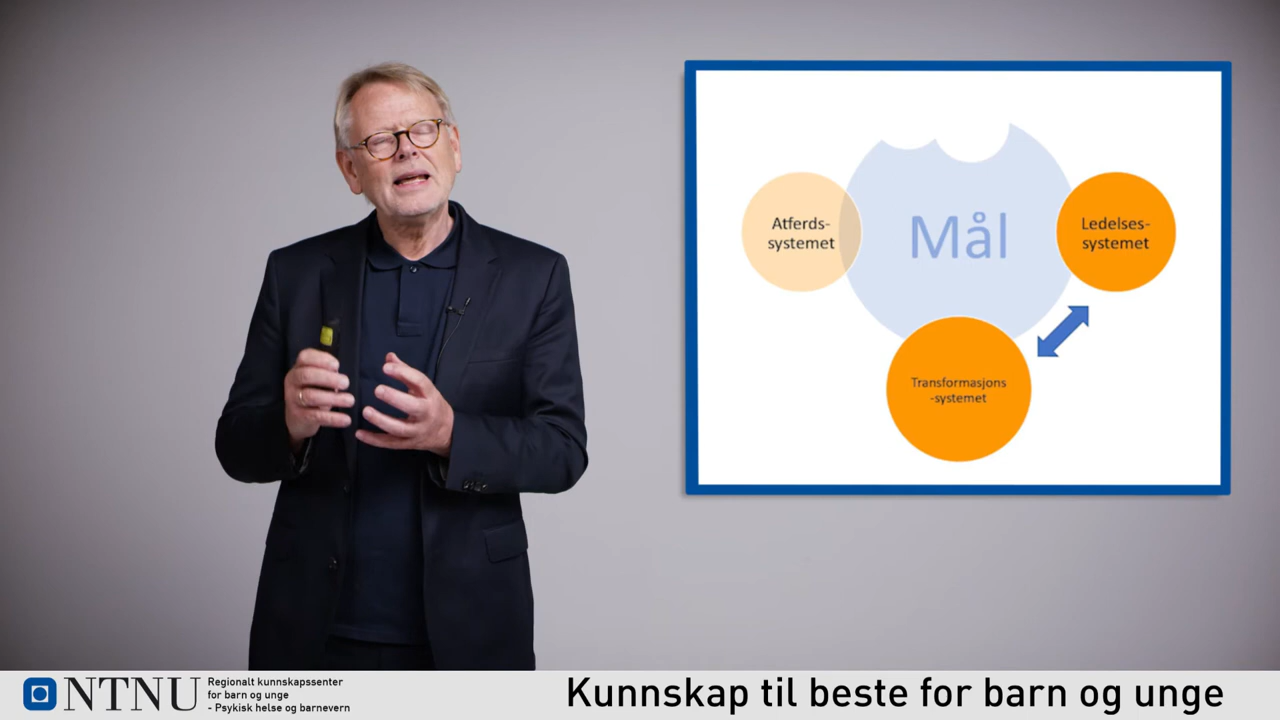 Atferds-
systemet
Mål
Ledelses-
systemet
Transformasjons
-systemet
NTNU
Regionalt kunnskapssenter
for barn og unge
- Psykisk helse og barnevern
Kunnskap til beste for barn og unge